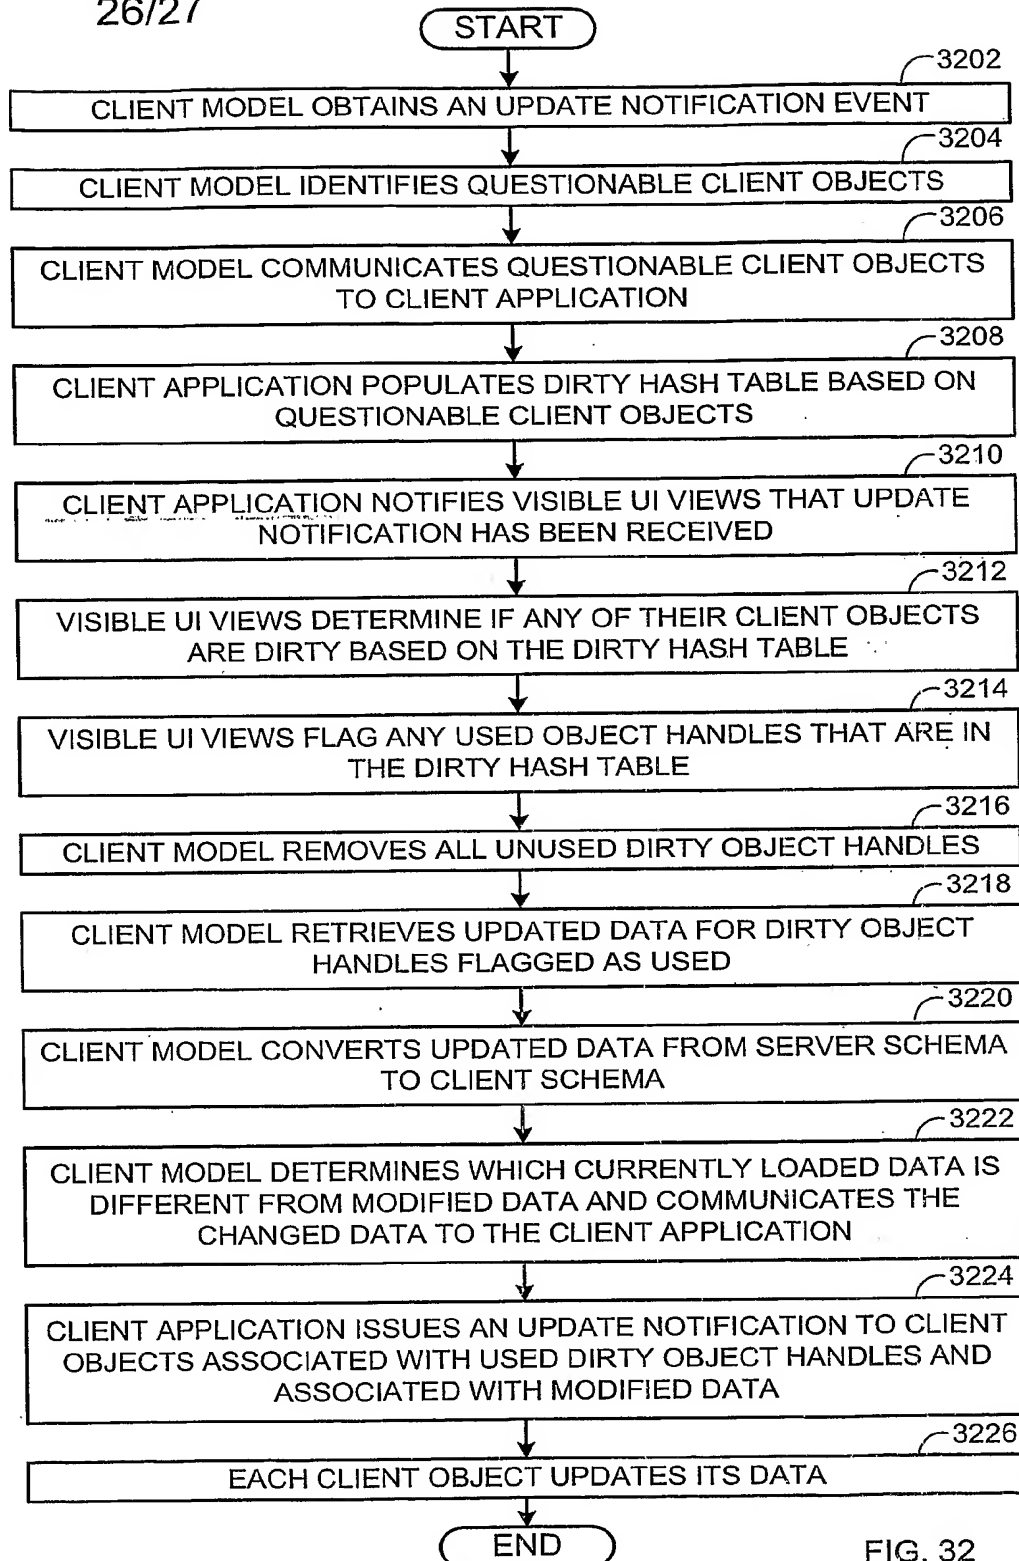 26/27
START
3202
CLIENT MODEL OBTAINS AN UPDATE NOTIFICATION EVENT
3204
CLIENT MODEL IDENTIFIES QUESTIONABLE CLIENT OBJECTS
3206
CLIENT MODEL COMMUNICATES QUESTIONABLE CLIENT OBJECTS
TO CLIENT APPLICATION
3208
CLIENT APPLICATION POPULATES DIRTY HASH TABLE BASED ON
QUESTIONABLE CLIENT OBJECTS
3210
CLIENT APPLICATION NOTIFIES VISIBLE UI VIEWS THAT UPDATE
NOTIFICATION HAS BEEN RECEIVED
3212
VISIBLE UI VIEWS DETERMINE IF ANY OF THEIR CLIENT OBJECTS
ARE DIRTY BASED ON THE DIRTY HASH TABLE
3214
VISIBLE UI VIEWS FLAG ANY USED OBJECT HANDLES THAT ARE IN
THE DIRTY HASH TABLE
3216
CLIENT MODEL REMOVES ALL UNUSED DIRTY OBJECT HANDLES
3218
CLIENT MODEL RETRIEVES UPDATED DATA FOR DIRTY OBJECT
HANDLES FLAGGED AS USED
3220
CLIENT MODEL CONVERTS UPDATED DATA FROM SERVER SCHEMA
TO CLIENT SCHEMA
3222
CLIENT MODEL DETERMINES WHICH CURRENTLY LOADED DATA IS
DIFFERENT FROM MODIFIED DATA AND COMMUNICATES THE
CHANGED DATA TO THE CLIENT APPLICATION
3224
CLIENT APPLICATION ISSUES AN UPDATE NOTIFICATION TO CLIENT
OBJECTS ASSOCIATED WITH USED DIRTY OBJECT HANDLES AND
ASSOCIATED WITH MODIFIED DATA
3226
EACH CLIENT OBJECT UPDATES ITS DATA
END
FIG. 32